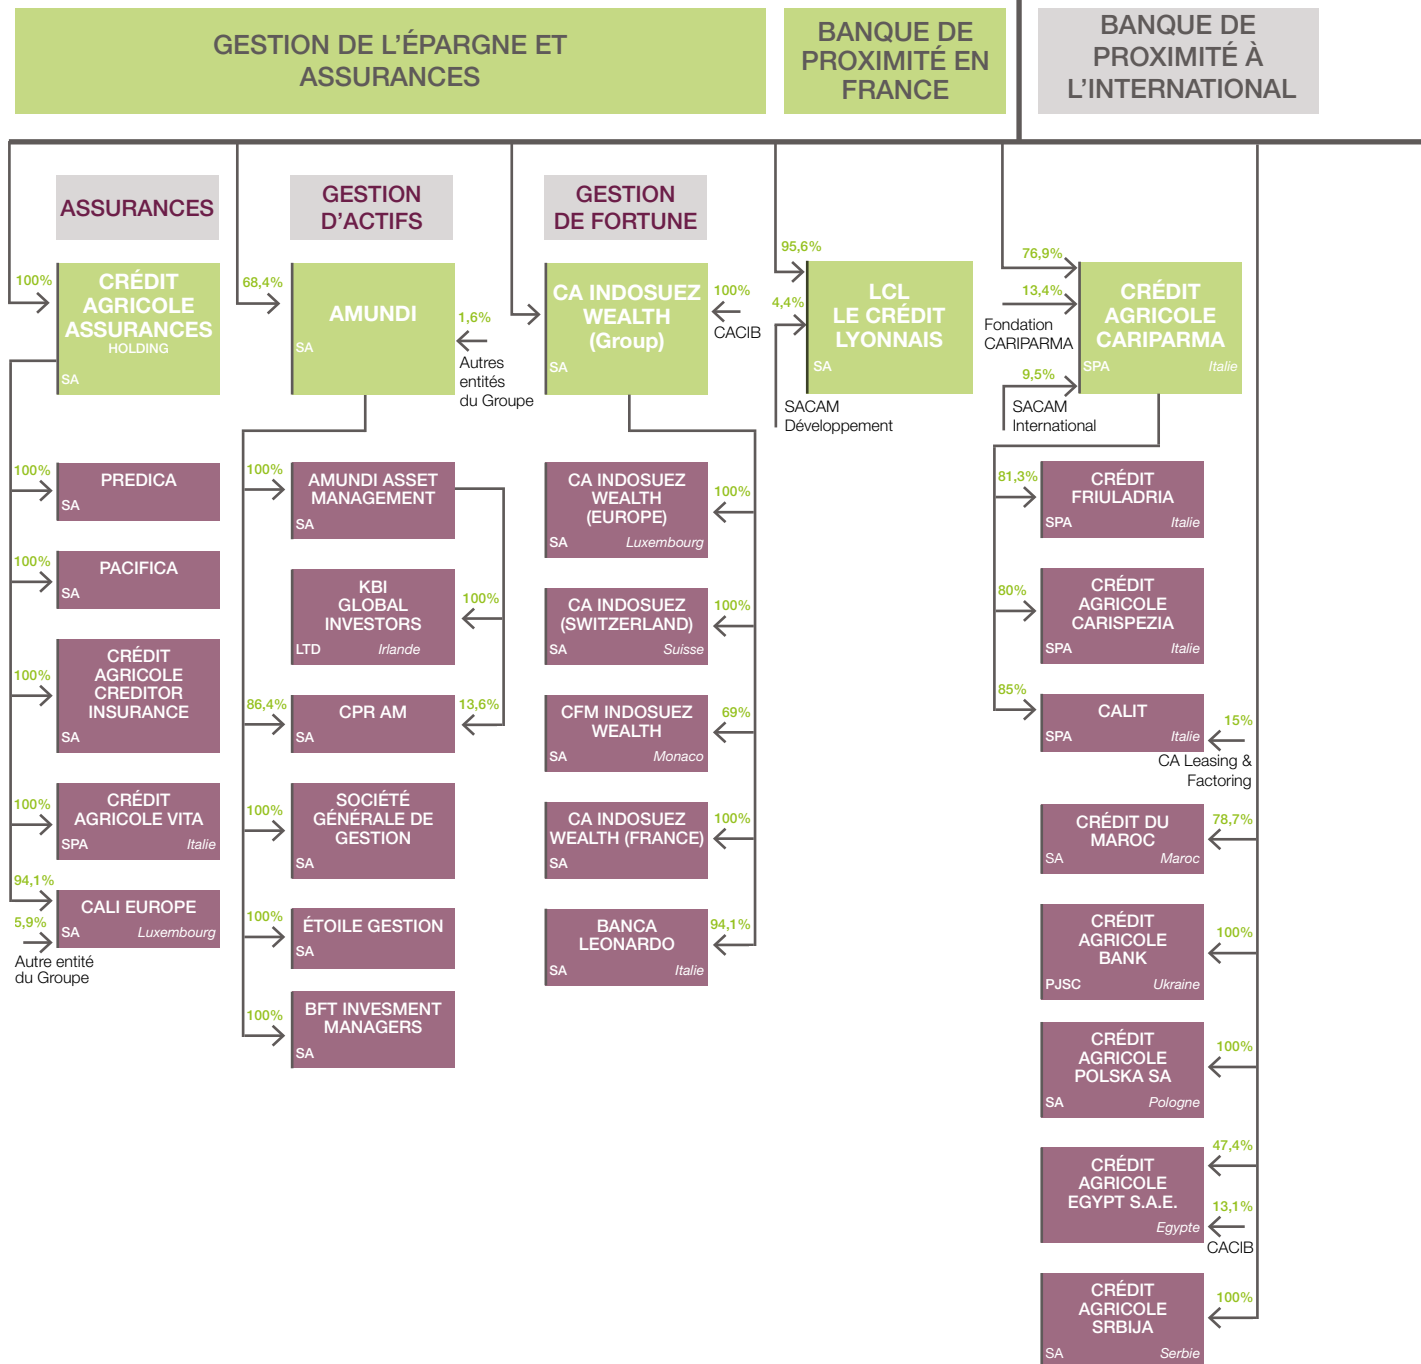 GESTION DE L'ÉPARGNE ET
ASSURANCES
BANQUE DE
PROXIMITÉ EN
FRANCE
BANQUE DE
PROXIMITÉ À
L'INTERNATIONAL
ASSURANCES
100%
CRÉDIT
AGRICOLE
ASSURANCES
HOLDING
SA
100%
PREDICA
SA
100%
PACIFICA
SA
100%
CRÉDIT
AGRICOLE
CREDITOR
INSURANCE
SA
100%
CRÉDIT
AGRICOLE VITA
SPA Italie
94,1%
CALI EUROPE
SA Luxembourg
5,9%
Autre entité
du Groupe
GESTION
D'ACTIFS
68,4%
AMUNDI
SA
1,6%
Autres
entités
du Groupe
100%
AMUNDI ASSET
MANAGEMENT
SA
KBI
GLOBAL
INVESTORS
LTD Irlande
100%
86,4%
CPR AM
SA
13,6%
100%
SOCIÉTÉ
GÉNÉRALE DE
GESTION
SA
100%
ÉTOILE GESTION
SA
100%
BFT INVESMENT
MANAGERS
SA
GESTION
DE FORTUNE
CA INDOSUEZ
WEALTH
(Group)
SA
100%
CACIB
CA INDOSUEZ
WEALTH
(EUROPE)
SA Luxembourg
100%
CA INDOSUEZ
(SWITZERLAND)
SA Suisse
100%
CFM INDOSUEZ
WEALTH
SA Monaco
69%
CA INDOSUEZ
WEALTH (FRANCE)
SA
100%
BANCA
LEONARDO
SA Italie
94,1%
95,6%
4,4%
LCL
LE CRÉDIT
LYONNAIS
SA
SACAM
Développement
76,9%
13,4%
Fondation
CARIPARMA
9,5%
SACAM
International
CRÉDIT
AGRICOLE
CARIPARMA
SPA Italie
81,3%
CRÉDIT
FRIULADRIA
SPA Italie
80%
CRÉDIT
AGRICOLE
CARISPEZIA
SPA Italie
85%
CALIT
SPA Italie
15%
CA Leasing &
Factoring
CRÉDIT DU
MAROC
SA Maroc
78,7%
CRÉDIT
AGRICOLE
BANK
PJSC Ukraine
100%
CRÉDIT
AGRICOLE
POLSKA SA
SA Pologne
100%
CRÉDIT
AGRICOLE
EGYPT S.A.E.
Egypte
47,4%
13,1%
CACIB
CRÉDIT
AGRICOLE
SRBIJA
SA Serbie
100%